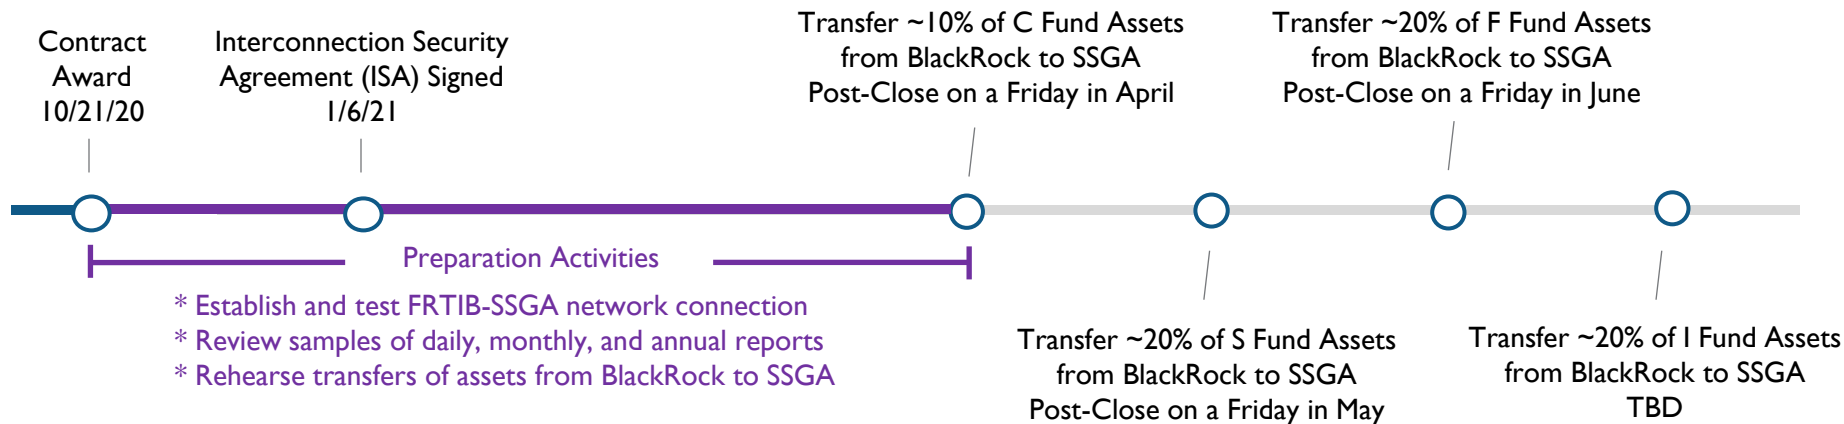 Contract
Award
10/21/20
Interconnection Security
Agreement (ISA) Signed
1/6/21
Transfer ~10% of C Fund Assets
from BlackRock to SSGA
Post-Close on a Friday in April
Transfer ~20% of F Fund Assets
from BlackRock to SSGA
Post-Close on a Friday in June
Preparation Activities
* Establish and test FRTIB-SSGA network connection
* Review samples of daily, monthly, and annual reports
* Rehearse transfers of assets from BlackRock to SSGA
Transfer ~20% of S Fund Assets
from BlackRock to SSGA
Post-Close on a Friday in May
Transfer ~20% of I Fund Assets
from BlackRock to SSGA
TBD